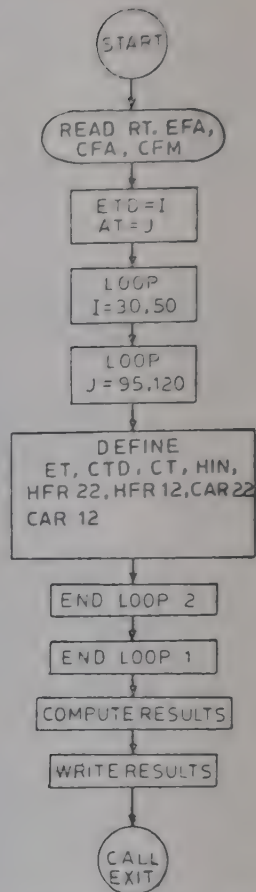 START
READ RT. EFA,
CFA, CFM
ETD = I
AT = J
LOOP
I = 30,50
LOOP
J = 95,120
DEFINE
ET, CTD, CT, HIN,
HFR 22, HFR 12, CAR 22
CAR 12
END LOOP 2
END LOOP 1
COMPUTE RESULTS
WRITE RESULTS
CALL
EXIT